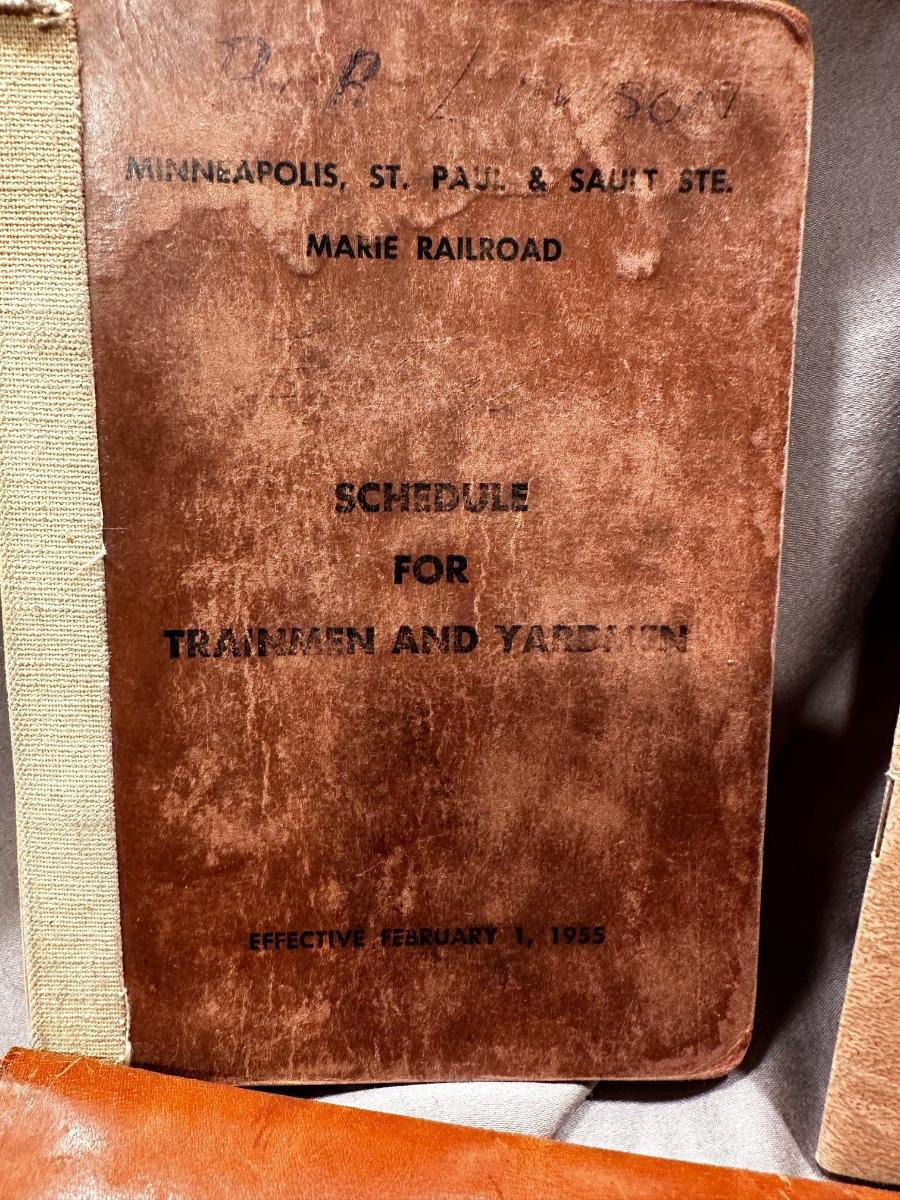 MINNEAPOLIS, ST. PAUL & SAULT STE.
MARIE RAILROAD
SCHEDULE
FOR
TRAINMEN AND YARDMEN
EFFECTIVE FEBRUARY 1, 1955